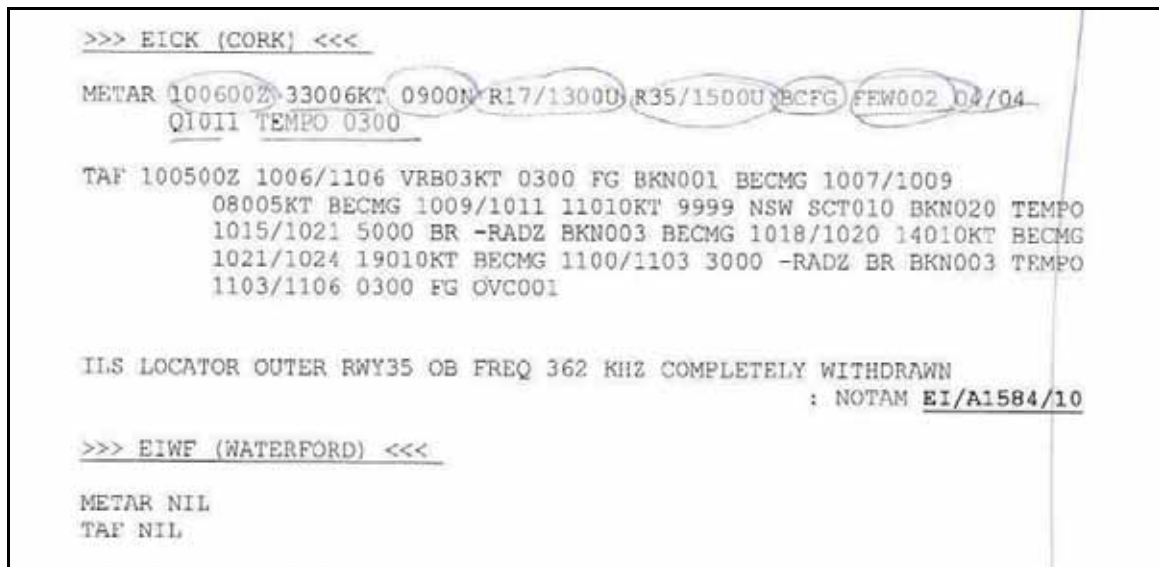 >>> EICK (CORK) <<<
METAR 100600Z 33006KT 0900N R17/1300U R35/1500U BCFG FEW002 04/04
Q1011 TEMPO 0300
TAF 100500Z 1006/1106 VRB03KT 0300 FG BKN001 BECMG 1007/1009
08005KT BECMG 1009/1011 11010KT 9999 NSW SCT010 BKN020 TEMPO
1015/1021 5000 BR -RADZ BKN003 BECMG 1018/1020 14010KT BECMG
1021/1024 19010KT BECMG 1100/1103 3000 -RADZ BR BKN003 TEMPO
1103/1106 0300 FG OVC001
ILS LOCATOR OUTER RWY35 OB FREQ 362 KHZ COMPLETELY WITHDRAWN
: NOTAM EI/A1584/10
>>> EIWF (WATERFORD) <<<
METAR NIL
TAF NIL